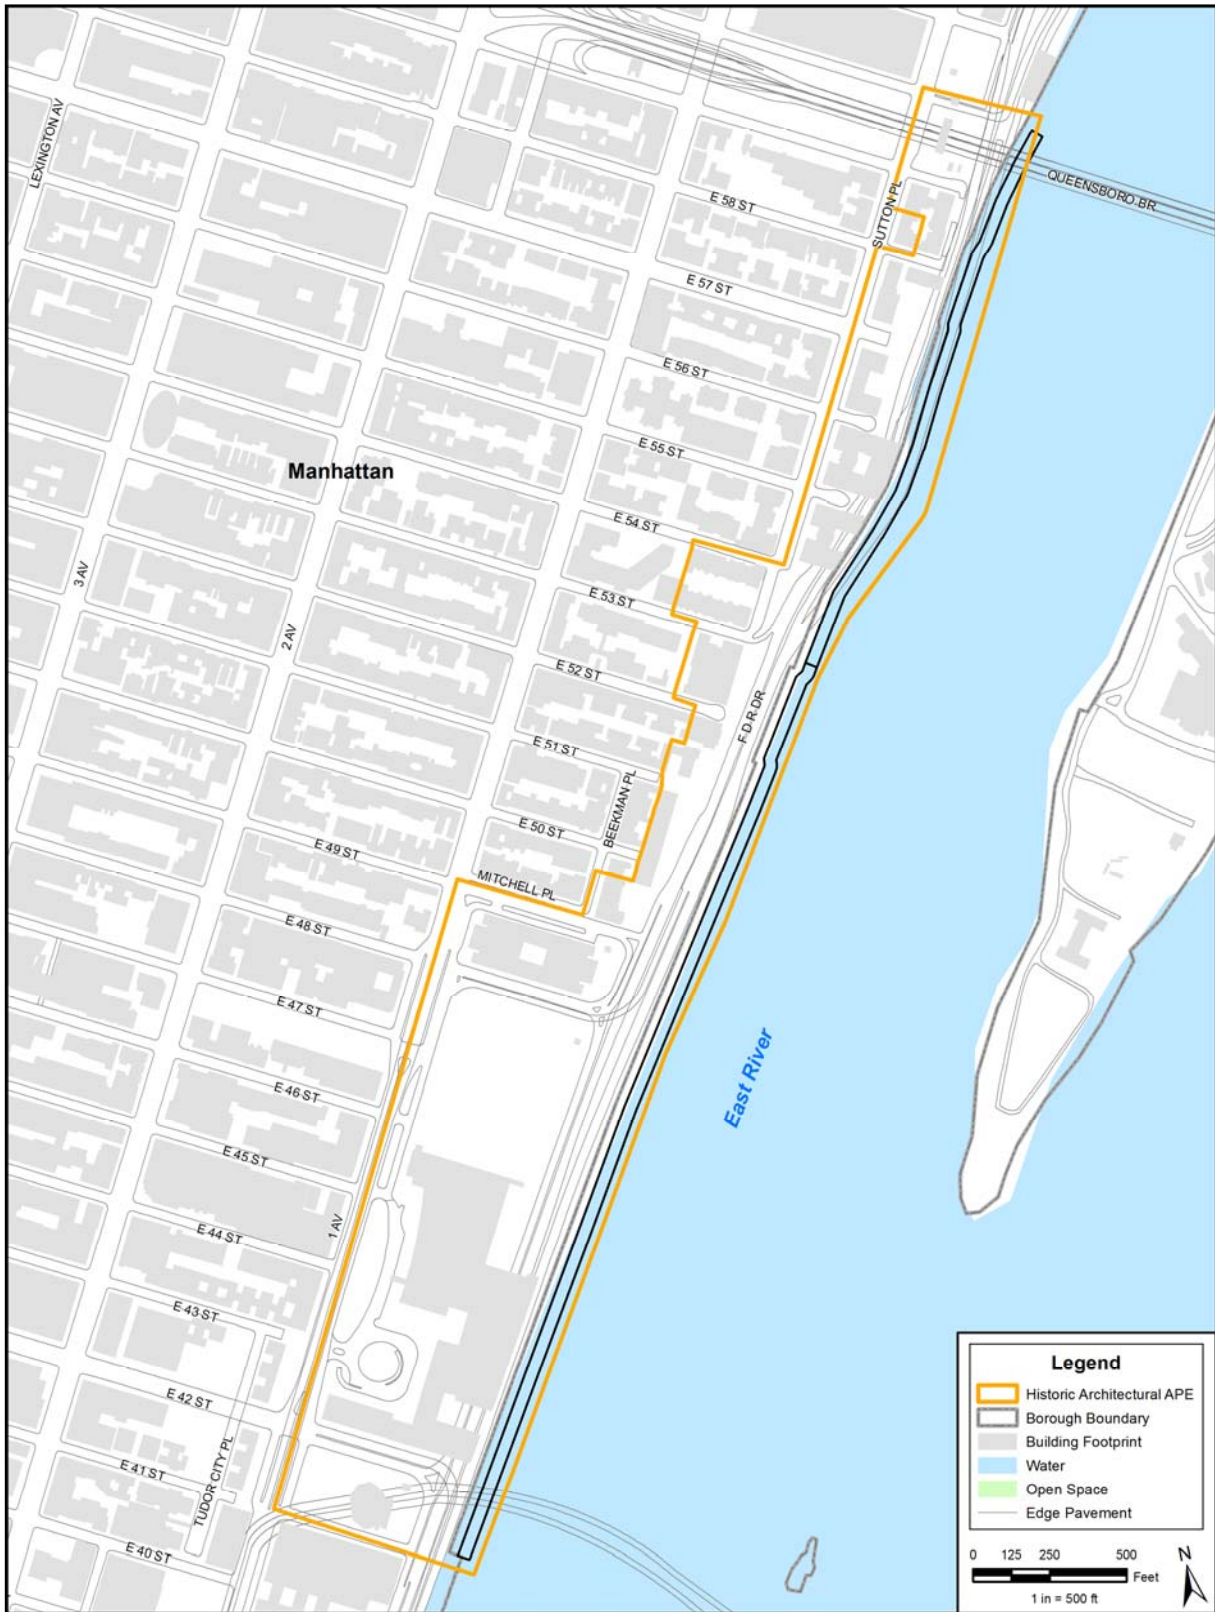 LEXINGTON AV
QUEENSBORO BR
E 58 ST
SUTTON PL
E 57 ST
E 56 ST
E 55 ST
Manhattan
E 54 ST
3 AV
E 53 ST
2 AV
E 52 ST
F D R DR
E 51 ST
BEEKMAN PL
E 50 ST
E 49 ST
MITCHELL PL
E 48 ST
E 47 ST
East River
E 46 ST
E 45 ST
1 AV
E 44 ST
E 43 ST
E 42 ST
TUDOR CITY PL
E 41 ST
E 40 ST
Legend
Historic Architectural APE
Borough Boundary
Building Footprint
Water
Open Space
Edge Pavement
0 125 250 500
Feet
1 in = 500 ft
N